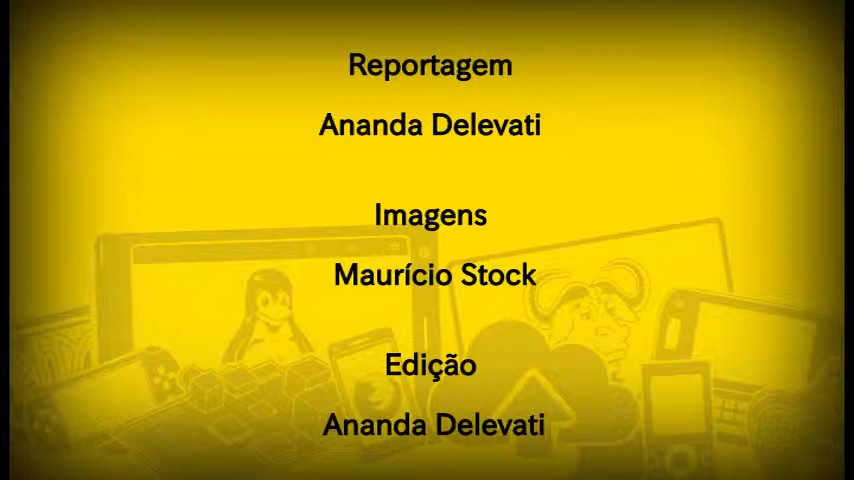 Reportagem
Ananda Delevati
Imagens
Maurício Stock
Edição
Ananda Delevati